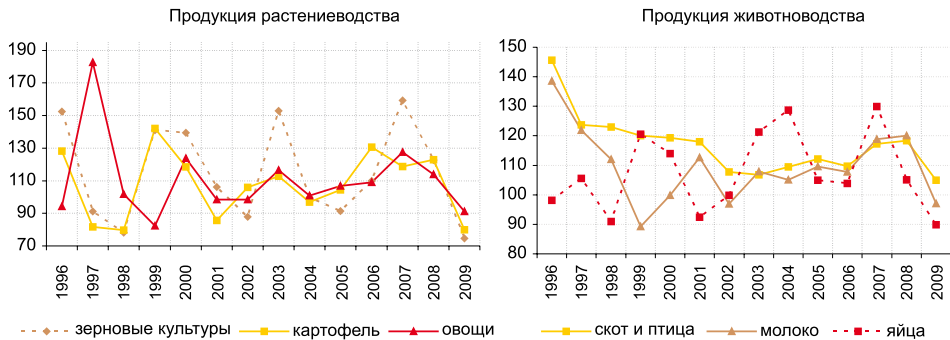 Продукция растениеводства
190
170
150
130
110
90
70
1996 1997 1998 1999 2000 2001 2002 2003 2004 2005 2006 2007 2008 2009
зерновые культуры картофель овощи
Продукция животноводства
150
140
130
120
110
100
90
80
1996 1997 1998 1999 2000 2001 2002 2003 2004 2005 2006 2007 2008 2009
скот и птица молоко яйца